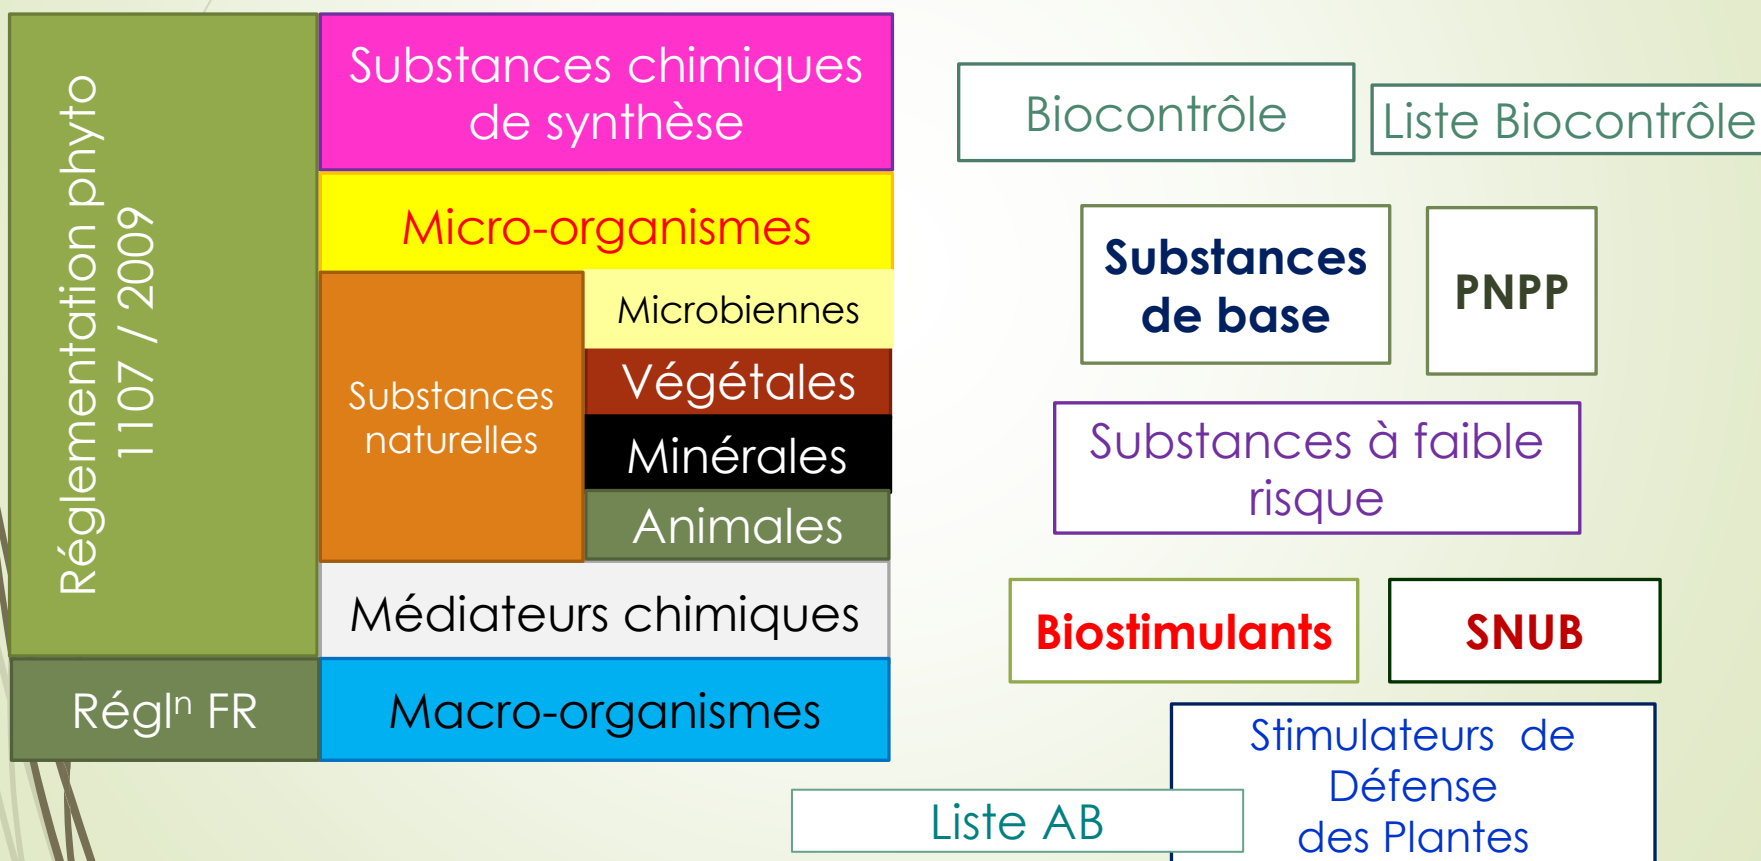 Réglementation phyto
1107 / 2009
Substances chimiques
de synthèse
Micro-organismes
Substances
naturelles
Microbiennes
Végétales
Minérales
Animales
Médiateurs chimiques
Régln FR
Macro-organismes
Biocontrôle
Liste Biocontrôle
Substances
de base
PNPP
Substances à faible
risque
Biostimulants
SNUB
Stimulateurs de
Défense
des Plantes
Liste AB